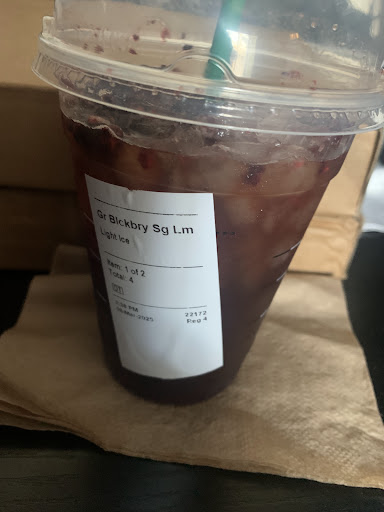 Gr Blckbry Sg Lm
Light Ice
Item: 1 of 2
Total: 4
22172
Reg 4